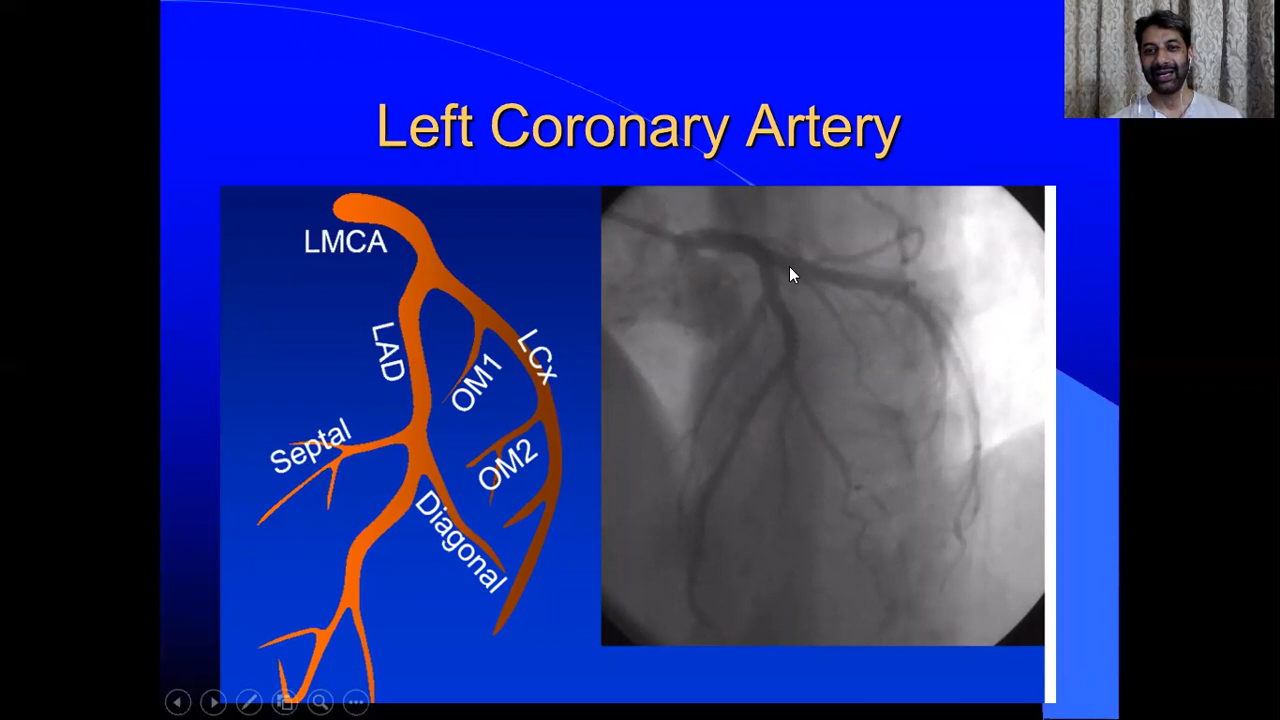 Left Coronary Artery
LMCA
LAD
LCx
OM1
Septal
OM2
Diagonal